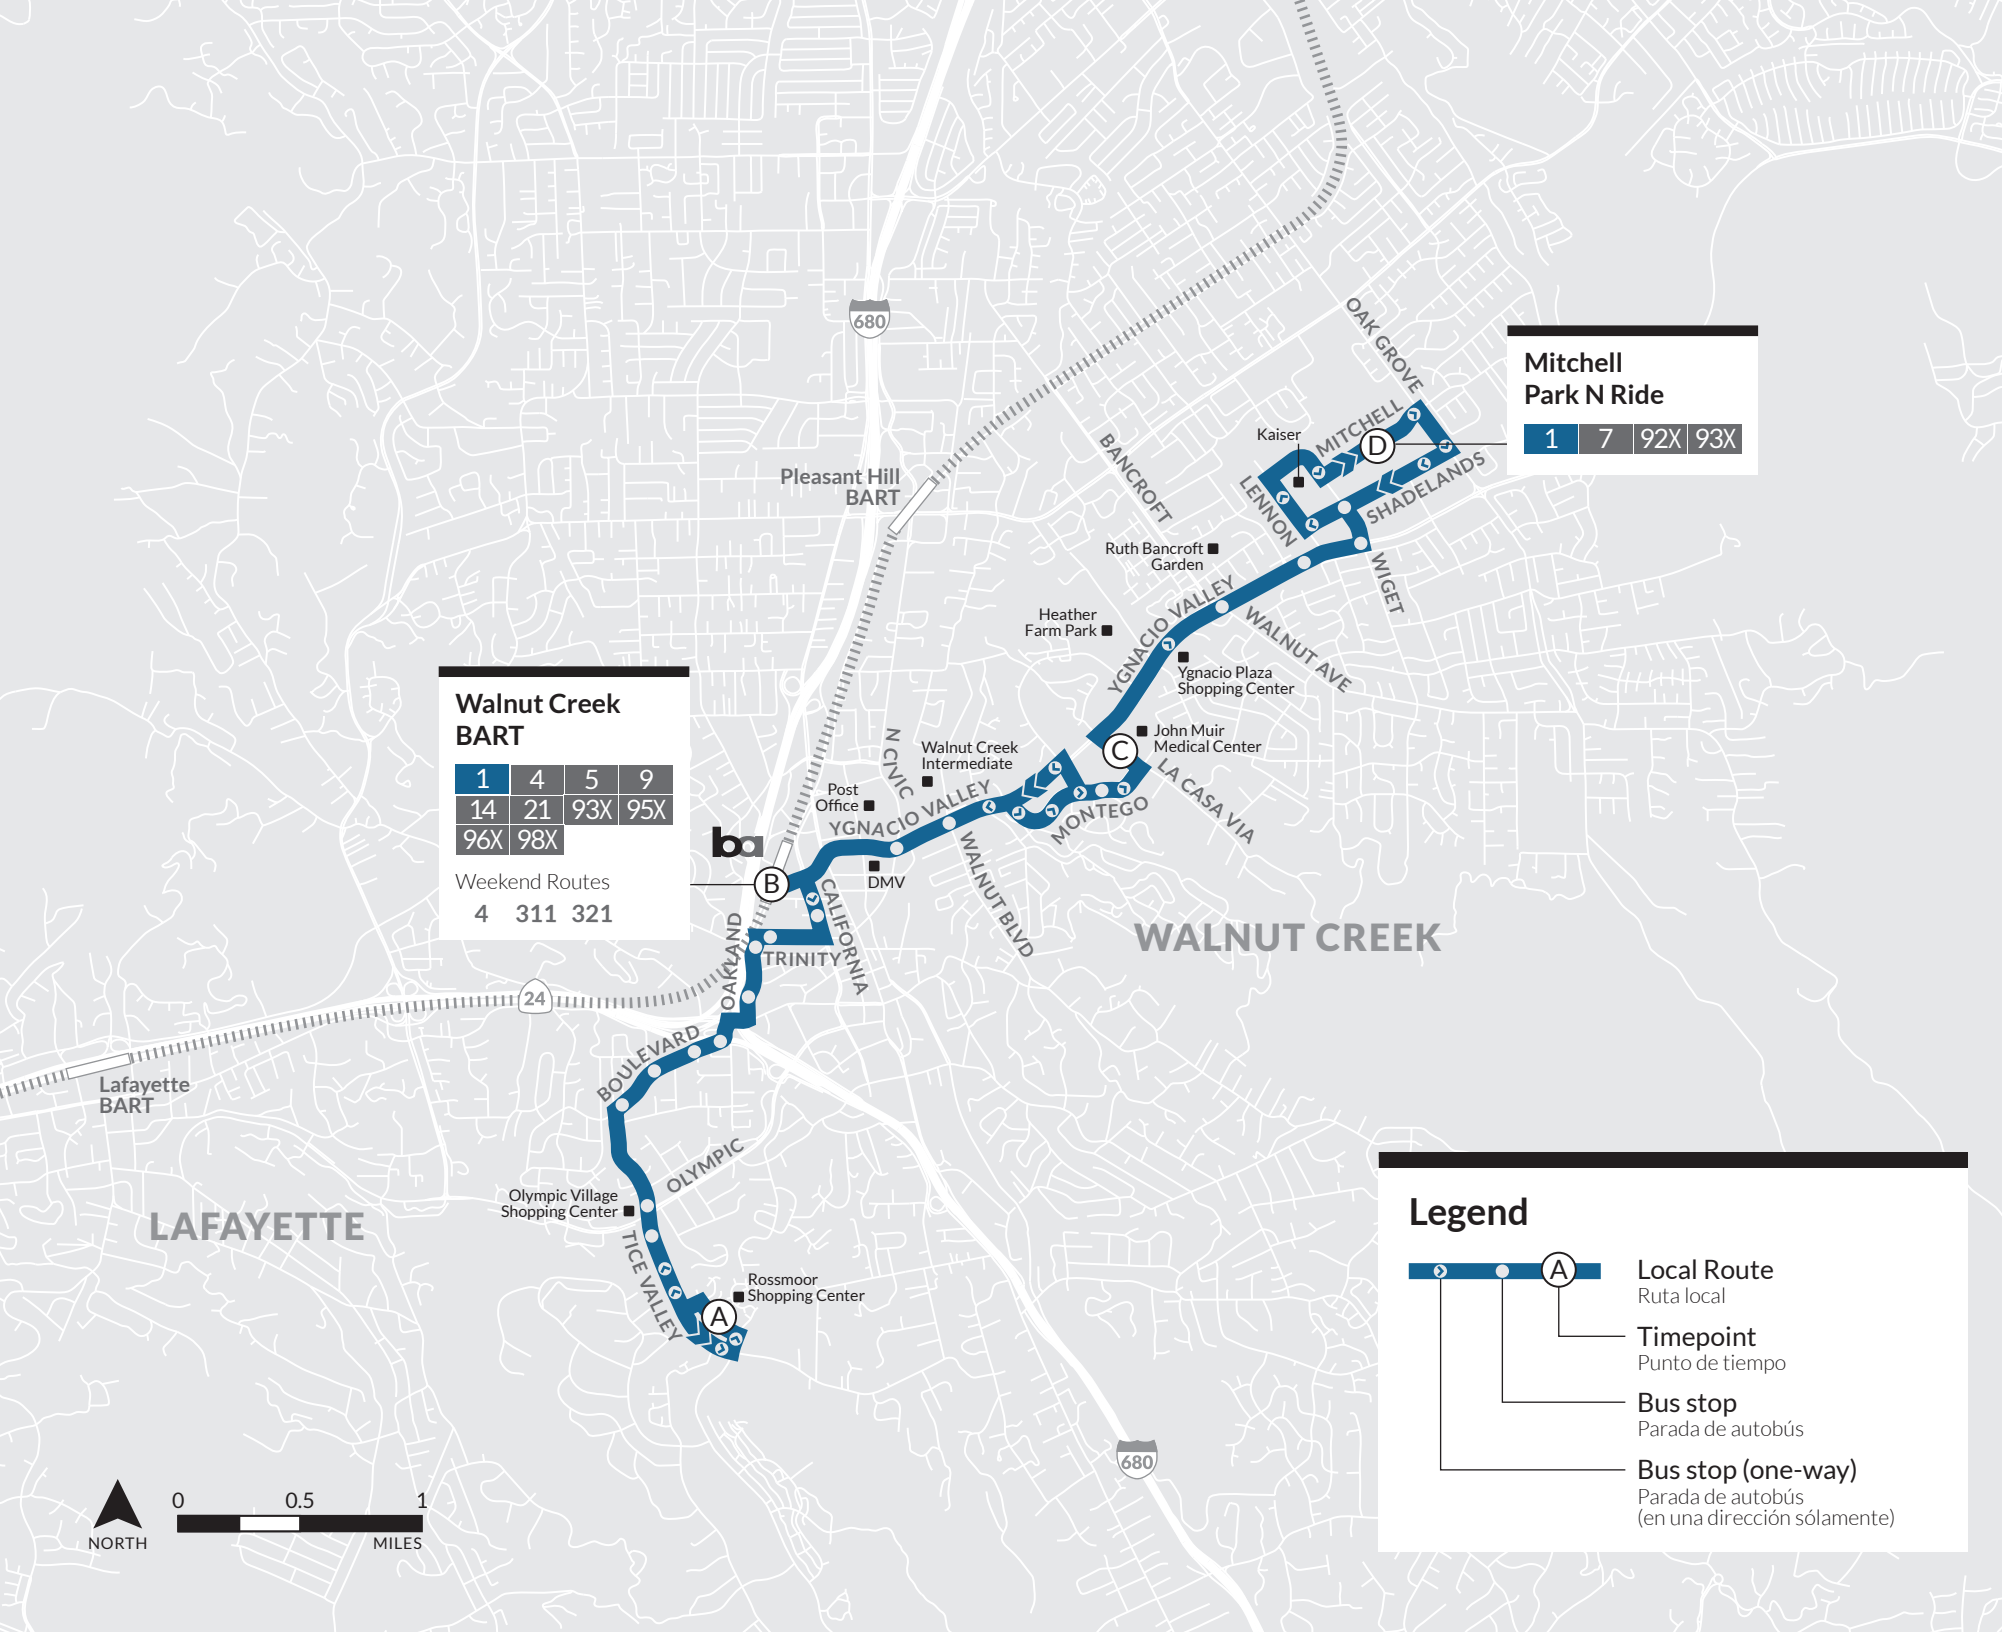 680
OAK GROVE
Mitchell
Park N Ride
1 7 92X 93X
MITCHELL
D
Kaiser
BANCROFT
LENNON
SHADELANDS
Pleasant Hill
BART
Ruth Bancroft
Garden
WIGET
YGNACIO VALLEY
Heather
Farm Park
WALNUT AVE
Ygnacio Plaza
Shopping Center
Walnut Creek
BART
1 4 5 9
14 21 93X 95X
96X 98X
Weekend Routes
4 311 321
N CIVIC
Walnut Creek
Intermediate
John Muir
Medical Center
C
LA CASA VIA
Post
Office
YGNACIO VALLEY
MONTEGO
ba
B
DMV
WALNUT BLVD
CALIFORNIA
OAKLAND
TRINITY
WALNUT CREEK
24
BOULEVARD
Lafayette
BART
OLYMPIC
Olympic Village
Shopping Center
LAFAYETTE
TICE VALLEY
Rossmoor
Shopping Center
A
680
Legend
A
Local Route
Ruta local
Timepoint
Punto de tiempo
Bus stop
Parada de autobús
Bus stop (one-way)
Parada de autobús
(en una dirección sólamente)
0 0.5 1
NORTH
MILES